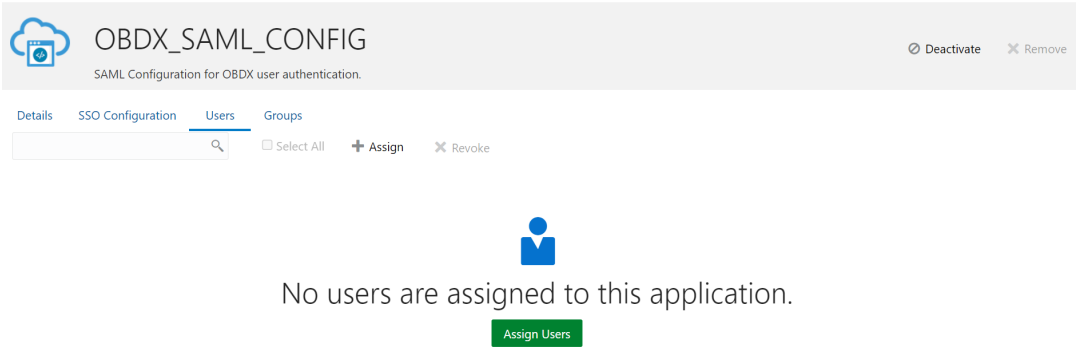 OBDX_SAML_CONFIG
SAML Configuration for OBDX user authentication.
Deactivate Remove
Details SSO Configuration Users Groups
Select All Assign Revoke
No users are assigned to this application.
Assign Users